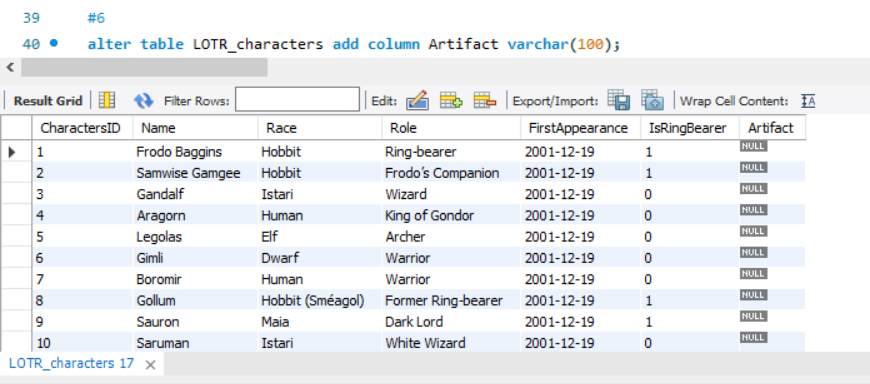 39 #6
40 alter table LOTR_characters add column Artifact varchar(100);
Result Grid Filter Rows: Edit: Export/Import: Wrap Cell Content: IA
CharactersID Name Race Role FirstAppearance IsRingBearer Artifact
1 Frodo Baggins Hobbit Ring-bearer 2001-12-19 1 NULL
2 Samwise Gamgee Hobbit Frodo's Companion 2001-12-19 1 NULL
3 Gandalf Istari Wizard 2001-12-19 0 NULL
4 Aragorn Human King of Gondor 2001-12-19 0 NULL
5 Legolas Elf Archer 2001-12-19 0 NULL
6 Gimli Dwarf Warrior 2001-12-19 0 NULL
7 Boromir Human Warrior 2001-12-19 0 NULL
8 Gollum Hobbit (Sméagol) Former Ring-bearer 2001-12-19 1 NULL
9 Sauron Maia Dark Lord 2001-12-19 1 NULL
10 Saruman Istari White Wizard 2001-12-19 0 NULL
LOTR_characters 17